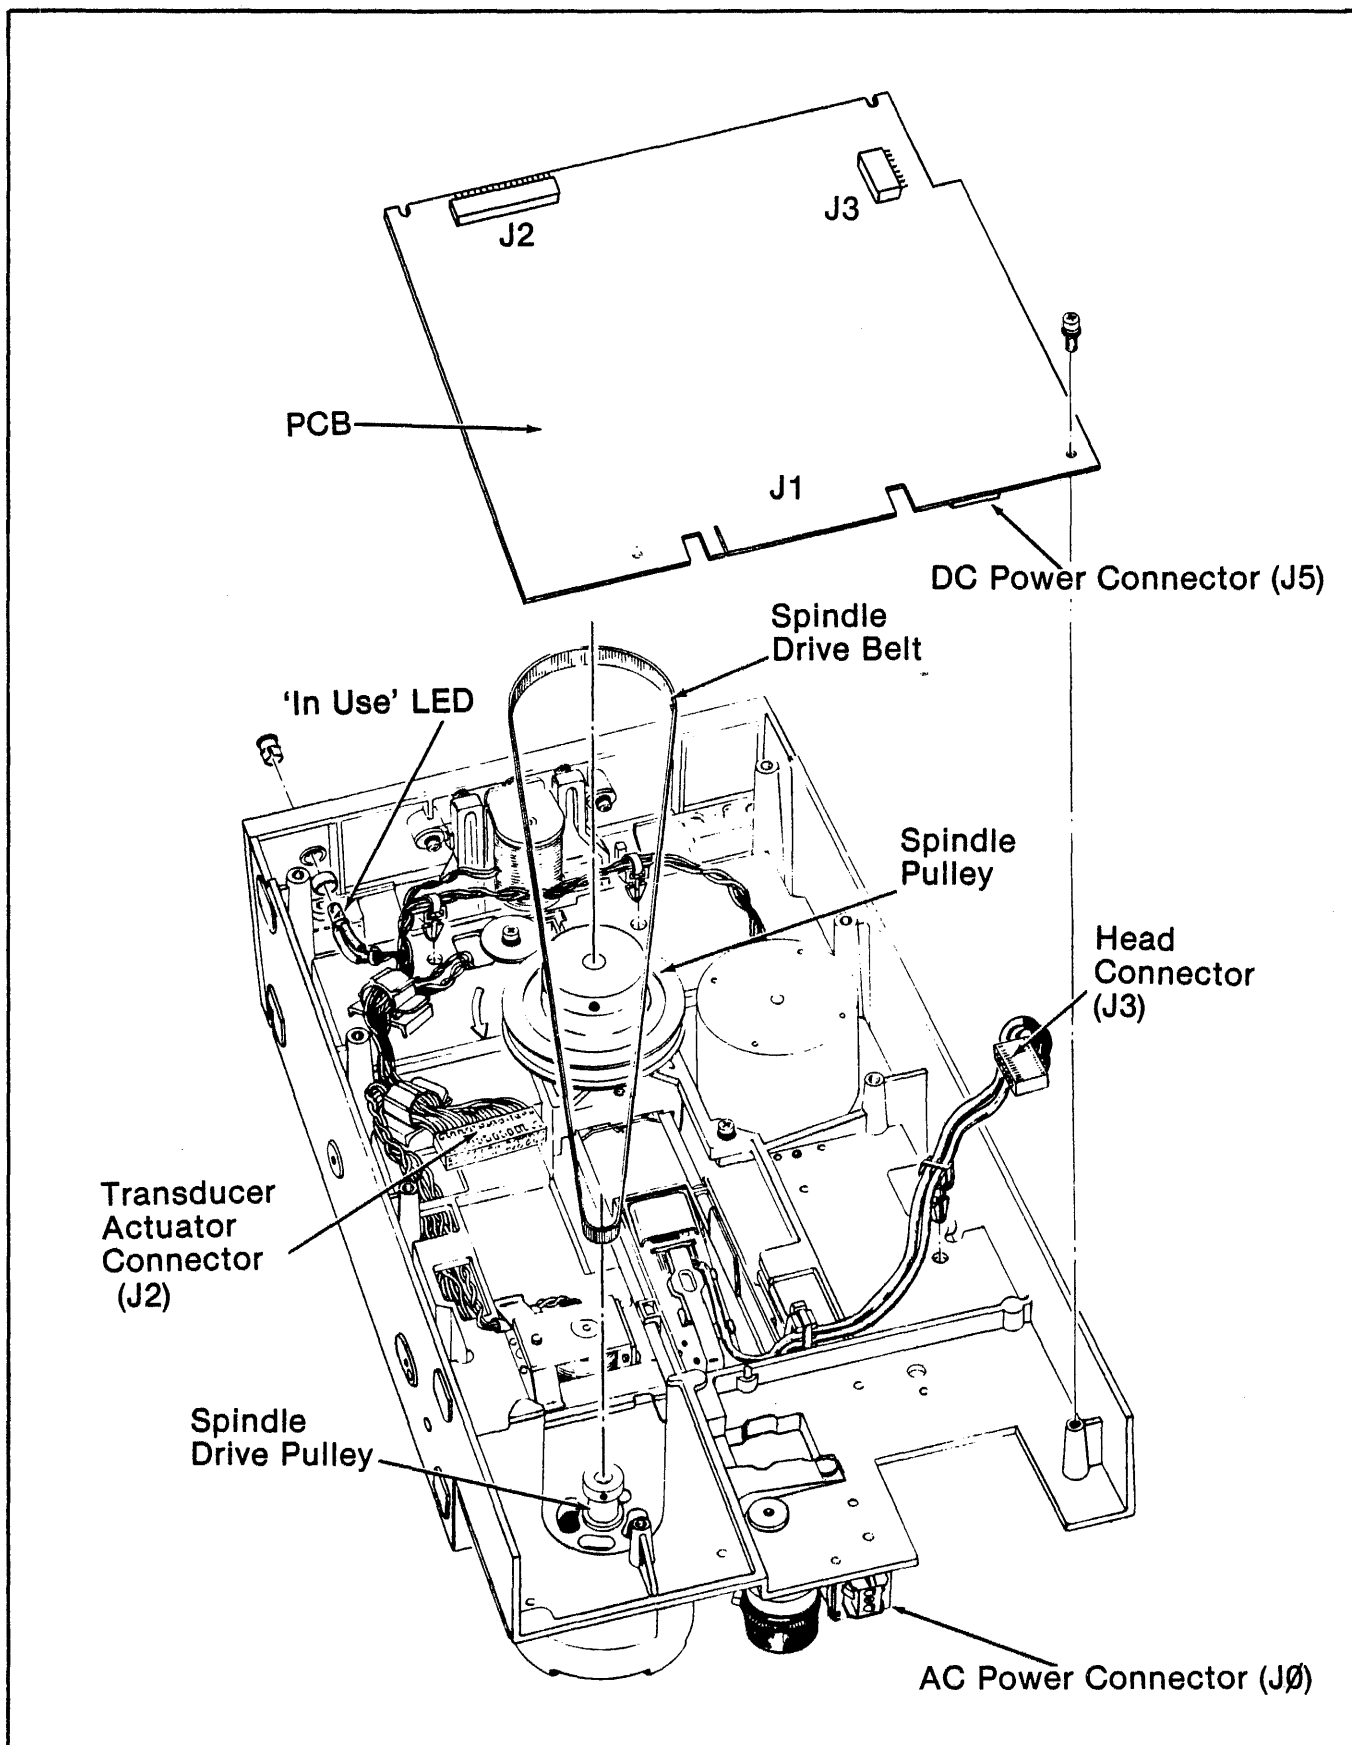 J2
J3
PCB
J1
DC Power Connector (J5)
Spindle
Drive Belt
'In Use' LED
Spindle
Pulley
Head
Connector
(J3)
Transducer
Actuator
Connector
(J2)
Spindle
Drive Pulley
AC Power Connector (JØ)